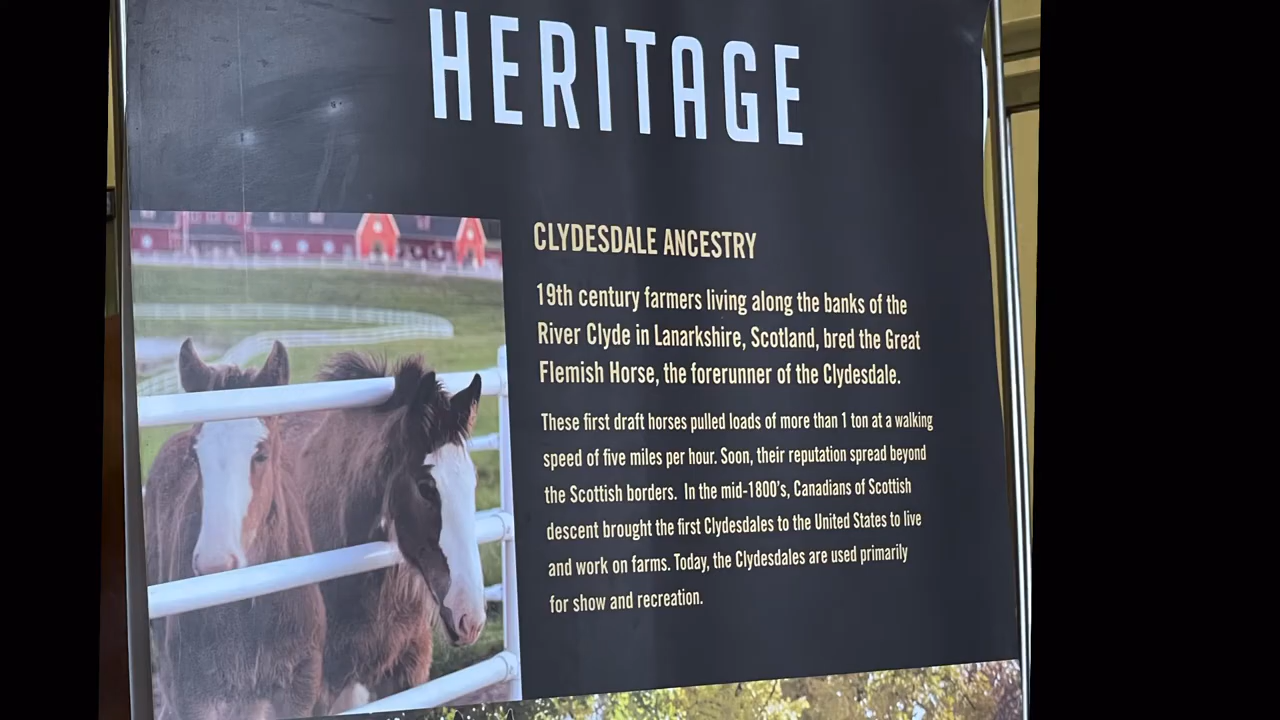 HERITAGE
CLYDESDALE ANCESTRY
19th century farmers living along the banks of the
River Clyde in Lanarkshire, Scotland, bred the Great
Flemish Horse, the forerunner of the Clydesdale.
These first draft horses pulled loads of more than 1 ton at a walking
speed of five miles per hour. Soon, their reputation spread beyond
the Scottish borders. In the mid-1800's, Canadians of Scottish
descent brought the first Clydesdales to the United States to live
and work on farms. Today, the Clydesdales are used primarily
for show and recreation.